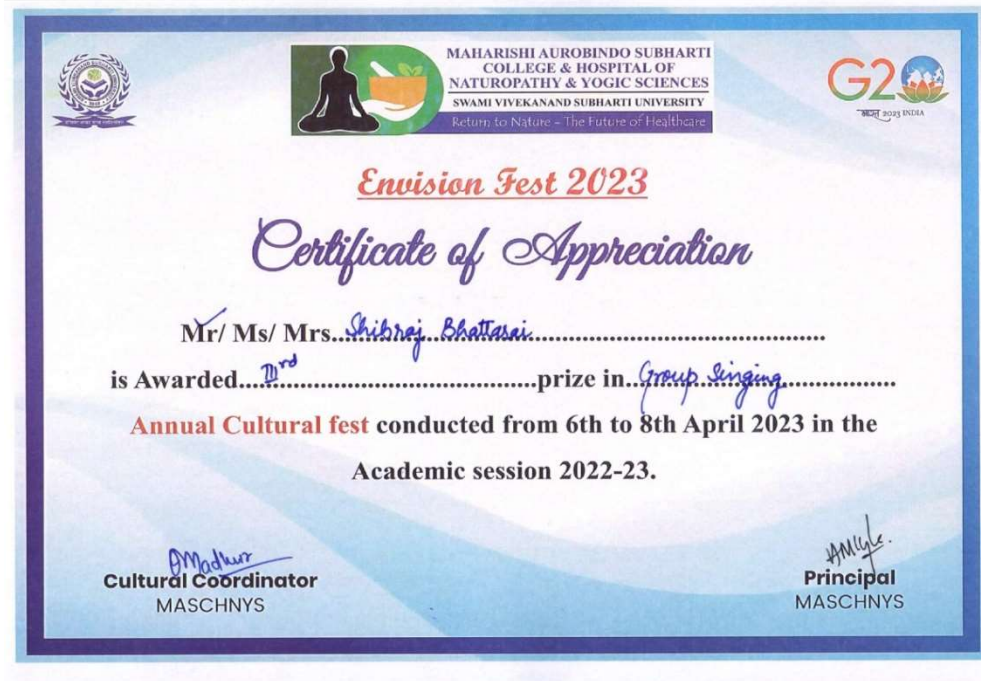 MAHARISHI AUROBINDO SUBHARTI
COLLEGE & HOSPITAL OF
NATUROPATHY & YOGIC SCIENCES
SWAMI VIVEKANAND SUBHARTI UNIVERSITY
Return to Nature – The Future of Healthcare
G20
भारत 2023 INDIA
Envision Fest 2023
Certificate of Appreciation
Mr/ Ms/ Mrs...Shibraj Bhattarai...
is Awarded...IIIrd...prize in...Group Singing...
Annual Cultural fest conducted from 6th to 8th April 2023 in the
Academic session 2022-23.
Cultural Coordinator
MASCHNYS
Principal
MASCHNYS